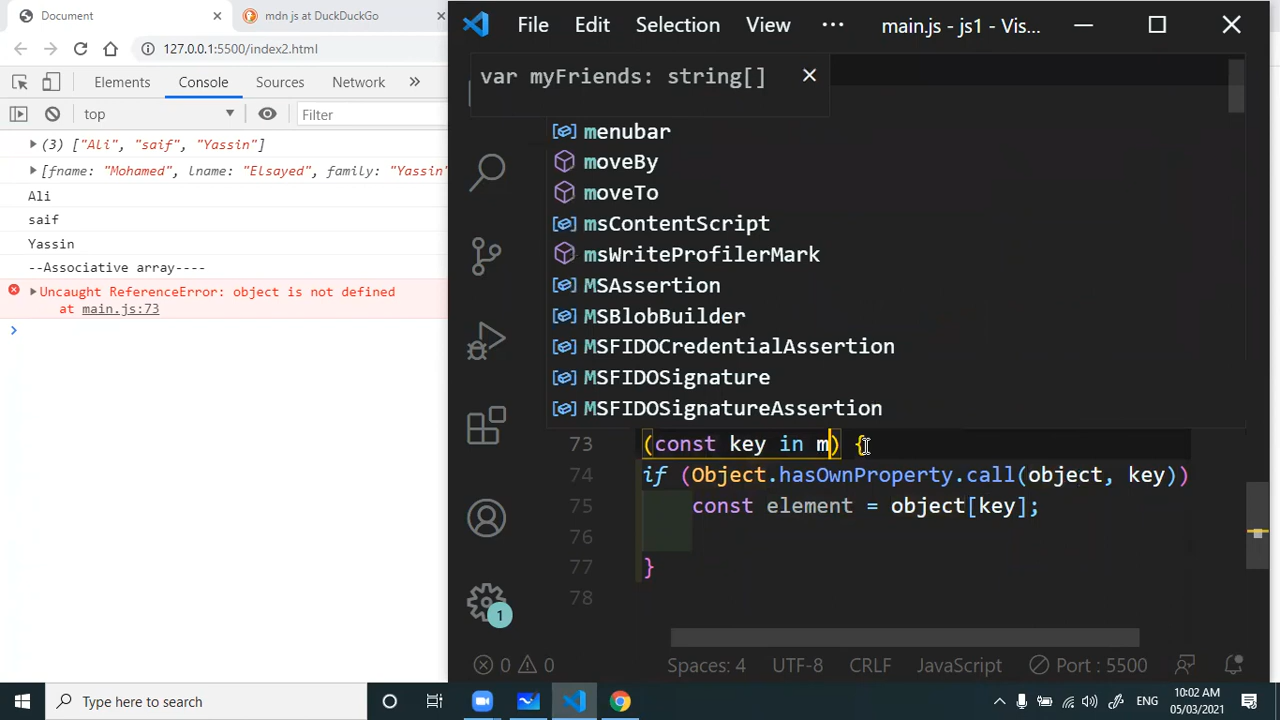 Document
mdn js at DuckDuckGo
127.0.0.1:5500/index2.html
Elements Console Sources Network »
top Filter
(3) ["Ali", "saif", "Yassin"]
[fname: "Mohamed", lname: "Elsayed", family: "Yassin"
Ali
saif
Yassin
--Associative array----
Uncaught ReferenceError: object is not defined
at main.js:73
File Edit Selection View ··· main.js - js1 - Vis...
var myFriends: string[]
menubar
moveBy
moveTo
msContentScript
msWriteProfilerMark
MSAssertion
MSBlobBuilder
MSFIDOCredentialAssertion
MSFIDOSignature
MSFIDOSignatureAssertion
73 (const key in m) {
74 if (Object.hasOwnProperty.call(object, key))
75 const element = object[key];
76
77 }
78
1
0 0 Spaces: 4 UTF-8 CRLF JavaScript Port : 5500
Type here to search
ENG
10:02 AM
05/03/2021